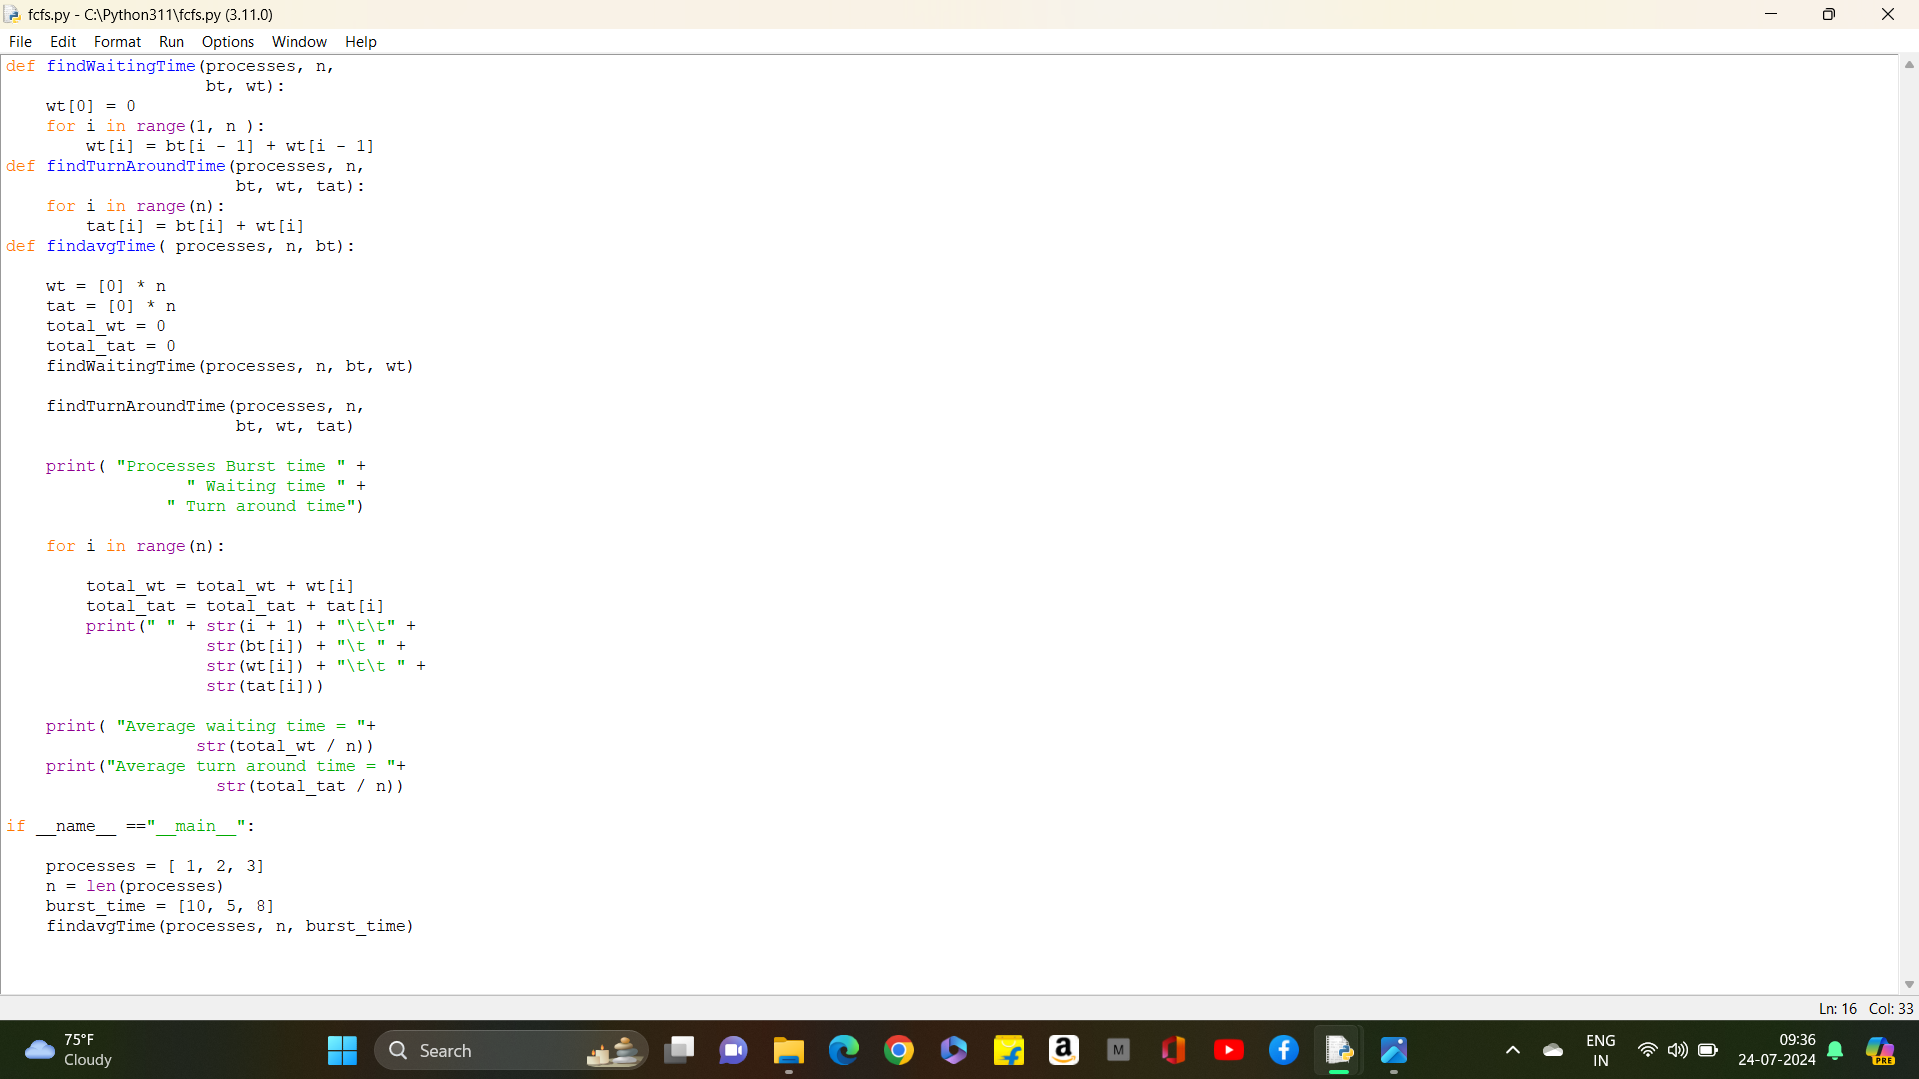 fcfs.py - C:\Python311\fcfs.py (3.11.0)
File Edit Format Run Options Window Help
def findWaitingTime(processes, n,
                    bt, wt):
    wt[0] = 0
    for i in range(1, n ):
        wt[i] = bt[i - 1] + wt[i - 1]
def findTurnAroundTime(processes, n,
                       bt, wt, tat):
    for i in range(n):
        tat[i] = bt[i] + wt[i]
def findavgTime( processes, n, bt):
    wt = [0] * n
    tat = [0] * n
    total_wt = 0
    total_tat = 0
    findWaitingTime(processes, n, bt, wt)
    findTurnAroundTime(processes, n,
                       bt, wt, tat)
    print( "Processes Burst time " +
                  " Waiting time " +
                " Turn around time")
    for i in range(n):
        total_wt = total_wt + wt[i]
        total_tat = total_tat + tat[i]
        print(" " + str(i + 1) + "\t\t" +
                    str(bt[i]) + "\t " +
                    str(wt[i]) + "\t\t " +
                    str(tat[i]))
    print( "Average waiting time = "+
                   str(total_wt / n))
    print("Average turn around time = "+
                     str(total_tat / n))
if __name__ =="__main__":
    processes = [ 1, 2, 3]
    n = len(processes)
    burst_time = [10, 5, 8]
    findavgTime(processes, n, burst_time)
Ln: 16 Col: 33
75°F
Cloudy
Search
a
M
ENG
IN
09:36
24-07-2024
PRE